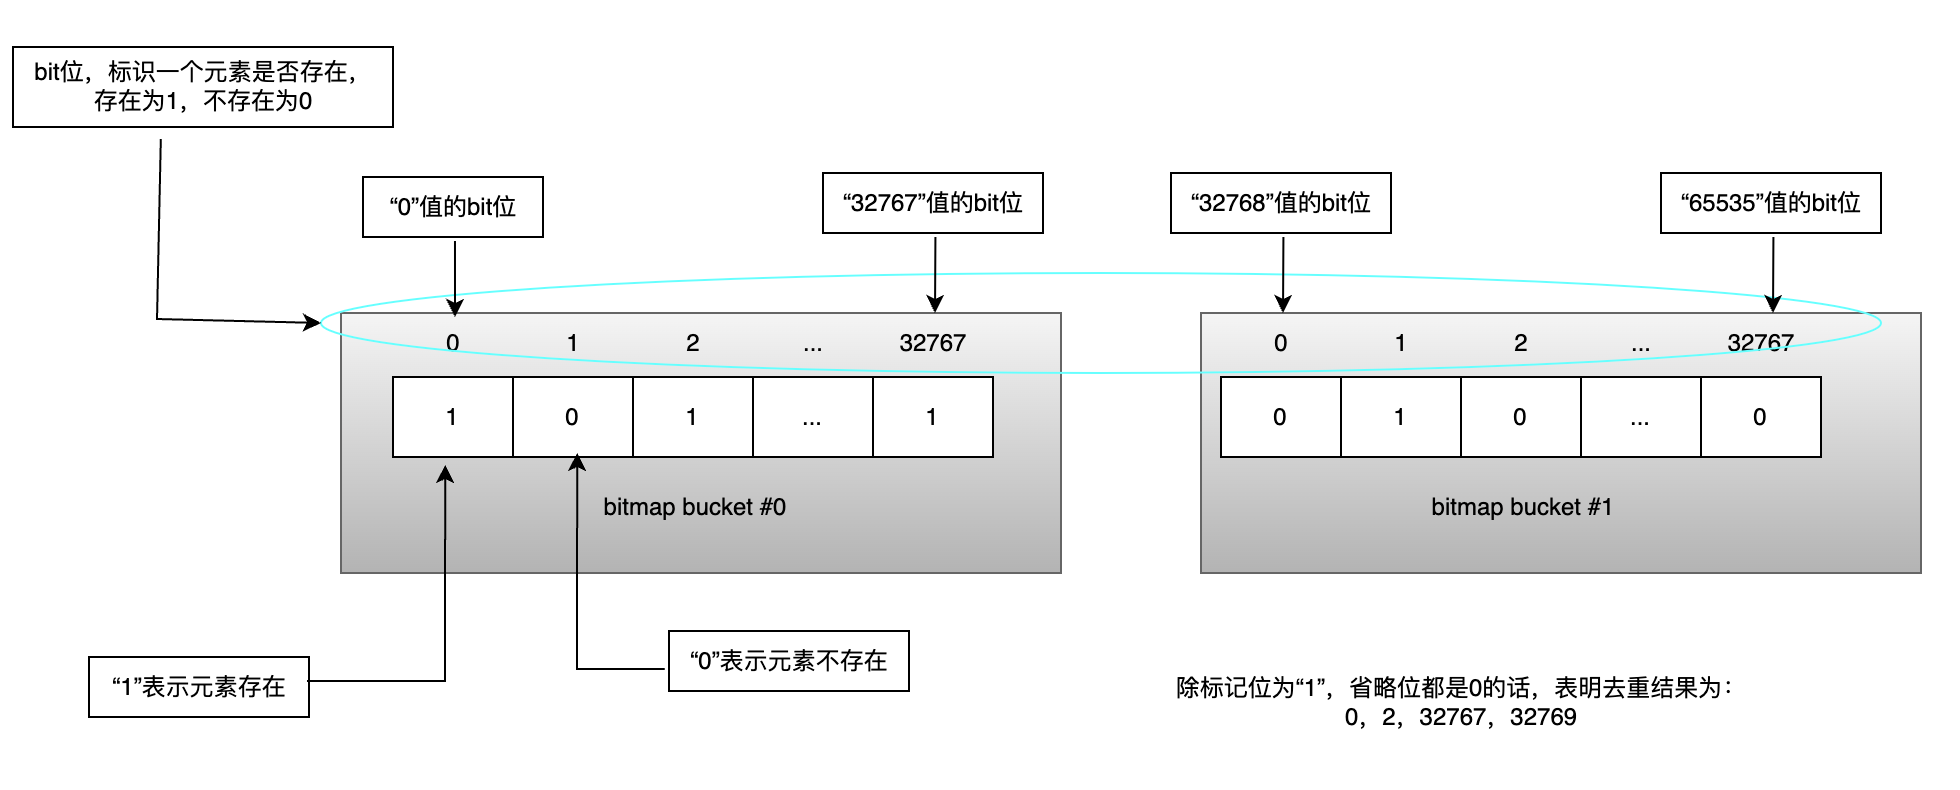 bit位，标识一个元素是否存在，
存在为1，不存在为0
“0”值的bit位
“32767”值的bit位
“32768”值的bit位
“65535”值的bit位
0 1 2 ... 32767
0 1 2 ... 32767
1 0 1 ... 1
0 1 0 ... 0
bitmap bucket #0
bitmap bucket #1
“1”表示元素存在
“0”表示元素不存在
除标记位为“1”，省略位都是0的话，表明去重结果为：
0，2，32767，32769